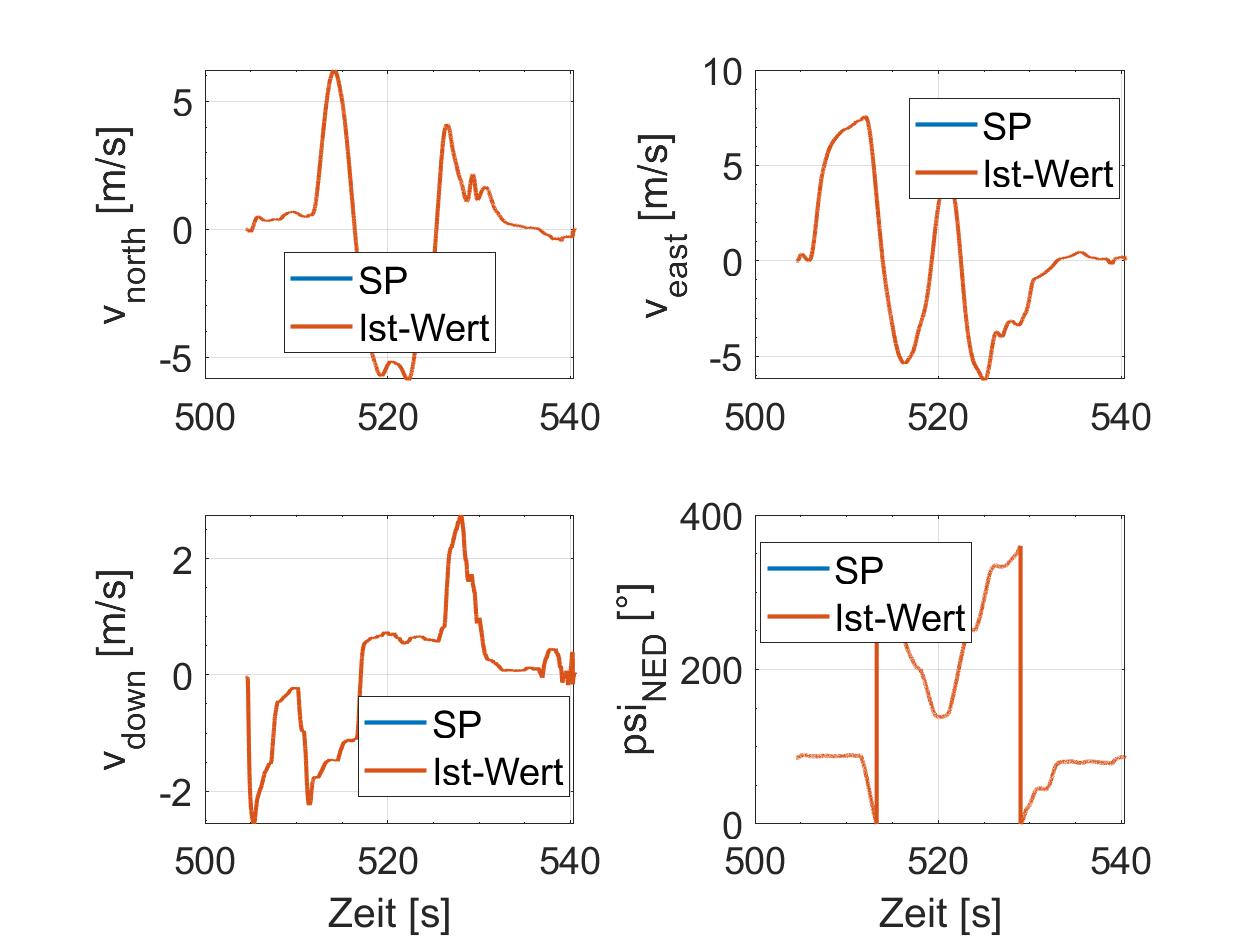 v_north [m/s]
5
0
-5
SP
Ist-Wert
500 520 540
v_east [m/s]
10
5
0
-5
SP
Ist-Wert
500 520 540
v_down [m/s]
2
0
-2
SP
Ist-Wert
500 520 540
Zeit [s]
psi_NED [°]
400
200
0
SP
Ist-Wert
500 520 540
Zeit [s]